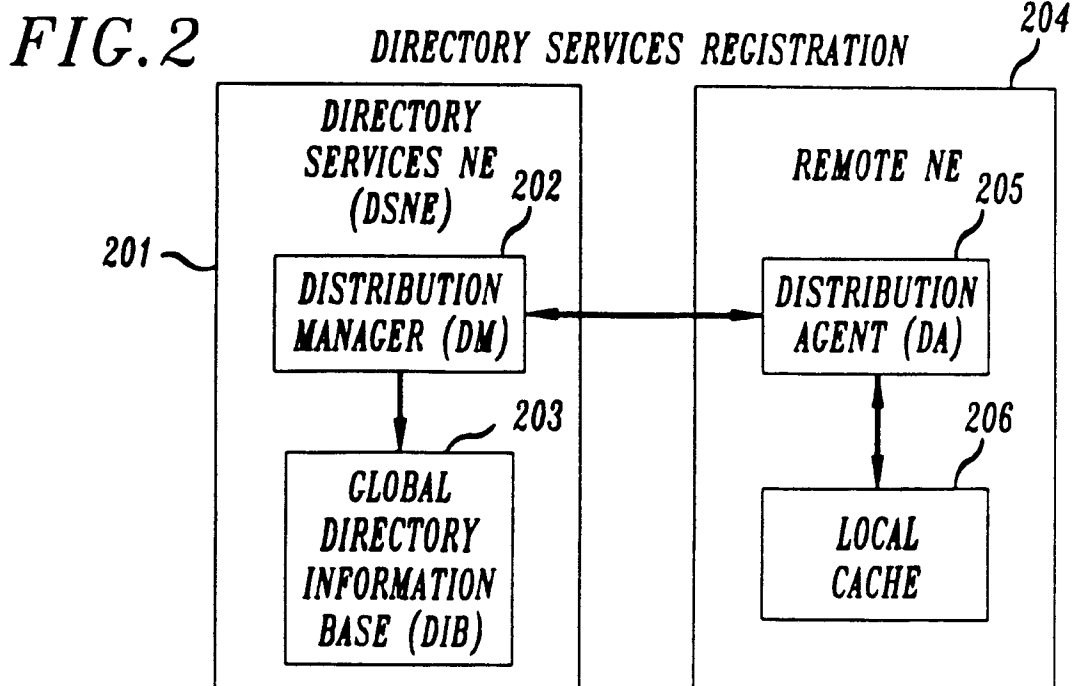 FIG. 2
DIRECTORY SERVICES REGISTRATION
204
DIRECTORY
SERVICES NE
(DSNE)
202
201
DISTRIBUTION
MANAGER (DM)
203
GLOBAL
DIRECTORY
INFORMATION
BASE (DIB)
REMOTE NE
205
DISTRIBUTION
AGENT (DA)
206
LOCAL
CACHE